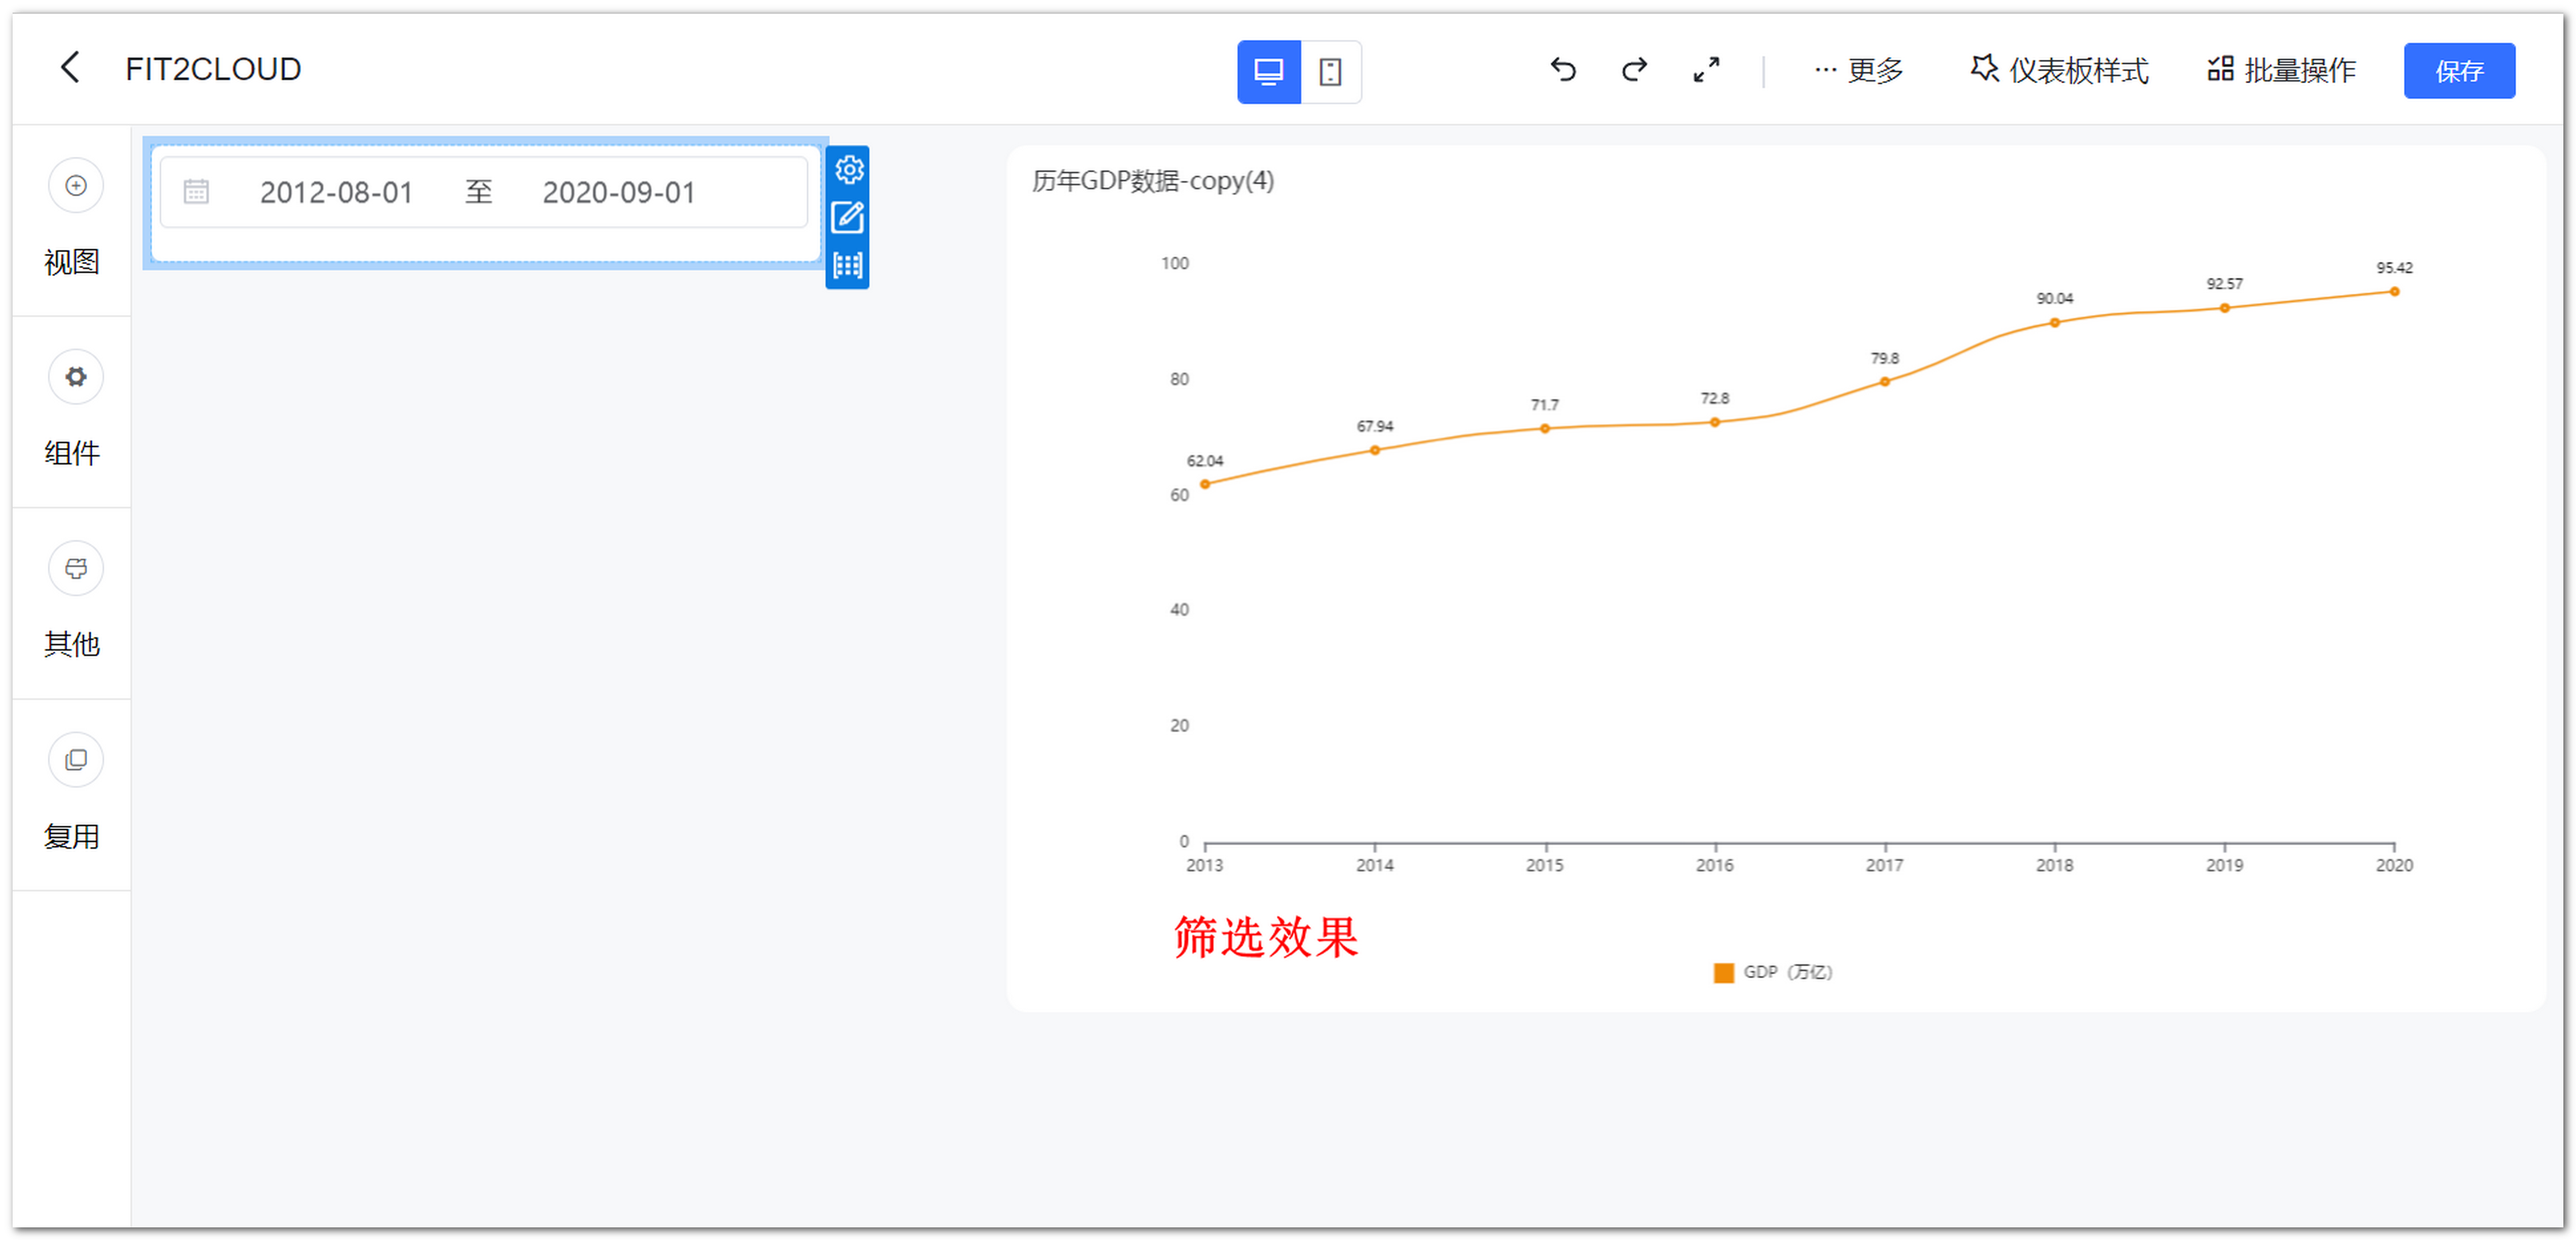 FIT2CLOUD
··· 更多 仪表板样式 批量操作 保存
视图
组件
其他
复用
2012-08-01 至 2020-09-01
历年GDP数据-copy(4)
100
80
60
40
20
0
62.04
67.94
71.7
72.8
79.8
90.04
92.57
95.42
2013 2014 2015 2016 2017 2018 2019 2020
筛选效果
GDP（万亿）